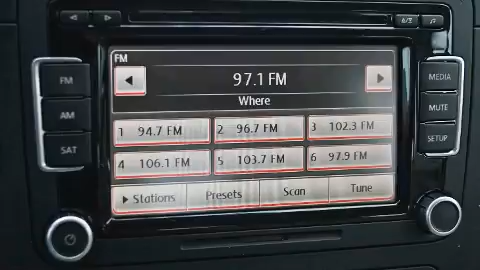 FM
97.1 FM
Where
1 94.7 FM 2 96.7 FM 3 102.3 FM
4 106.1 FM 5 103.7 FM 6 97.9 FM
Stations Presets Scan Tune
FM
AM
SAT
MEDIA
MUTE
SETUP